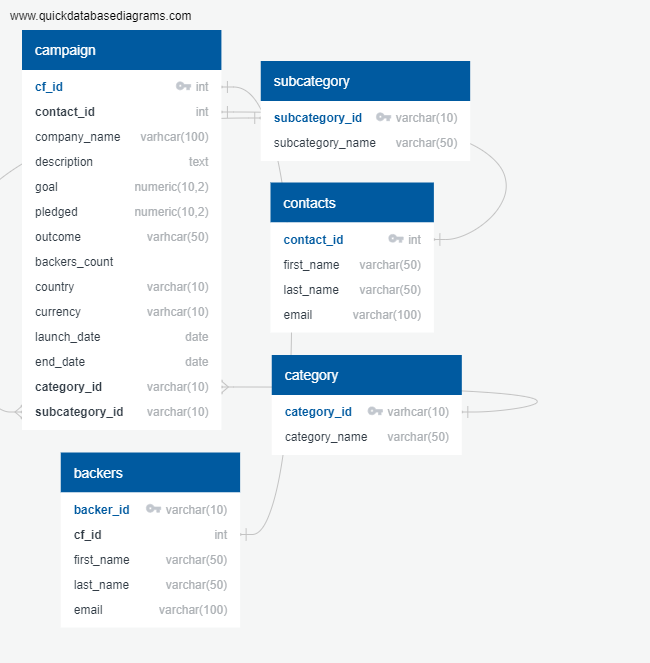 www.quickdatabasediagrams.com
campaign
cf_id int
contact_id int
company_name varhcar(100)
description text
goal numeric(10,2)
pledged numeric(10,2)
outcome varhcar(50)
backers_count
country varchar(10)
currency varhcar(10)
launch_date date
end_date date
category_id varchar(10)
subcategory_id varchar(10)
subcategory
subcategory_id varchar(10)
subcategory_name varchar(50)
contacts
contact_id int
first_name varchar(50)
last_name varchar(50)
email varchar(100)
category
category_id varhcar(10)
category_name varchar(50)
backers
backer_id varchar(10)
cf_id int
first_name varchar(50)
last_name varchar(50)
email varchar(100)